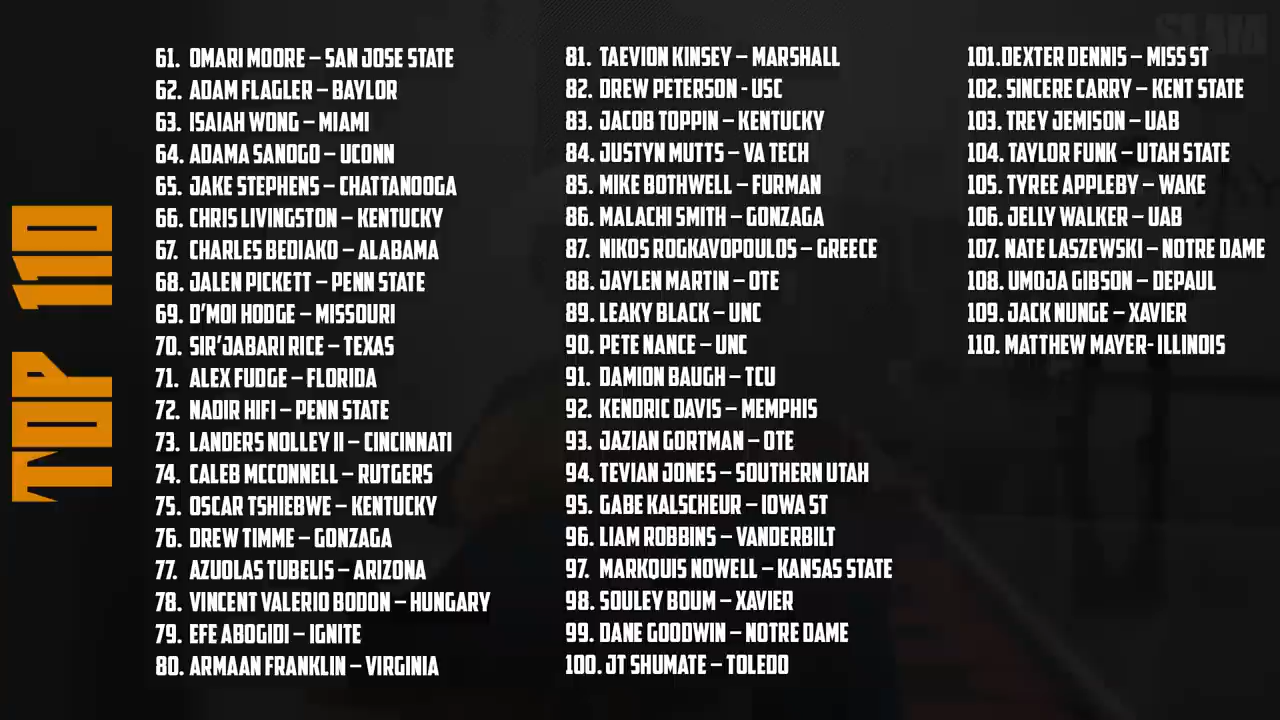 TOP 110
61. OMARI MOORE – SAN JOSE STATE
62. ADAM FLAGLER – BAYLOR
63. ISAIAH WONG – MIAMI
64. ADAMA SANOGO – UCONN
65. JAKE STEPHENS – CHATTANOOGA
66. CHRIS LIVINGSTON – KENTUCKY
67. CHARLES BEDIAKO – ALABAMA
68. JALEN PICKETT – PENN STATE
69. D'MOI HODGE – MISSOURI
70. SIR'JABARI RICE – TEXAS
71. ALEX FUDGE – FLORIDA
72. NADIR HIFI – PENN STATE
73. LANDERS NOLLEY II – CINCINNATI
74. CALEB MCCONNELL – RUTGERS
75. OSCAR TSHIEBWE – KENTUCKY
76. DREW TIMME – GONZAGA
77. AZUOLAS TUBELIS – ARIZONA
78. VINCENT VALERIO BODON – HUNGARY
79. EFE ABOGIDI – IGNITE
80. ARMAAN FRANKLIN – VIRGINIA
81. TAEVION KINSEY – MARSHALL
82. DREW PETERSON - USC
83. JACOB TOPPIN – KENTUCKY
84. JUSTYN MUTTS – VA TECH
85. MIKE BOTHWELL – FURMAN
86. MALACHI SMITH – GONZAGA
87. NIKOS ROGKAVOPOULOS – GREECE
88. JAYLEN MARTIN – OTE
89. LEAKY BLACK – UNC
90. PETE NANCE – UNC
91. DAMION BAUGH – TCU
92. KENDRIC DAVIS – MEMPHIS
93. JAZIAN GORTMAN – OTE
94. TEVIAN JONES – SOUTHERN UTAH
95. GABE KALSCHEUR – IOWA ST
96. LIAM ROBBINS – VANDERBILT
97. MARKQUIS NOWELL – KANSAS STATE
98. SOULEY BOUM – XAVIER
99. DANE GOODWIN – NOTRE DAME
100. JT SHUMATE – TOLEDO
SLAM
101.DEXTER DENNIS – MISS ST
102. SINCERE CARRY – KENT STATE
103. TREY JEMISON – UAB
104. TAYLOR FUNK – UTAH STATE
105. TYREE APPLEBY – WAKE
106. JELLY WALKER – UAB
107. NATE LASZEWSKI – NOTRE DAME
108. UMOJA GIBSON – DEPAUL
109. JACK NUNGE – XAVIER
110. MATTHEW MAYER- ILLINOIS